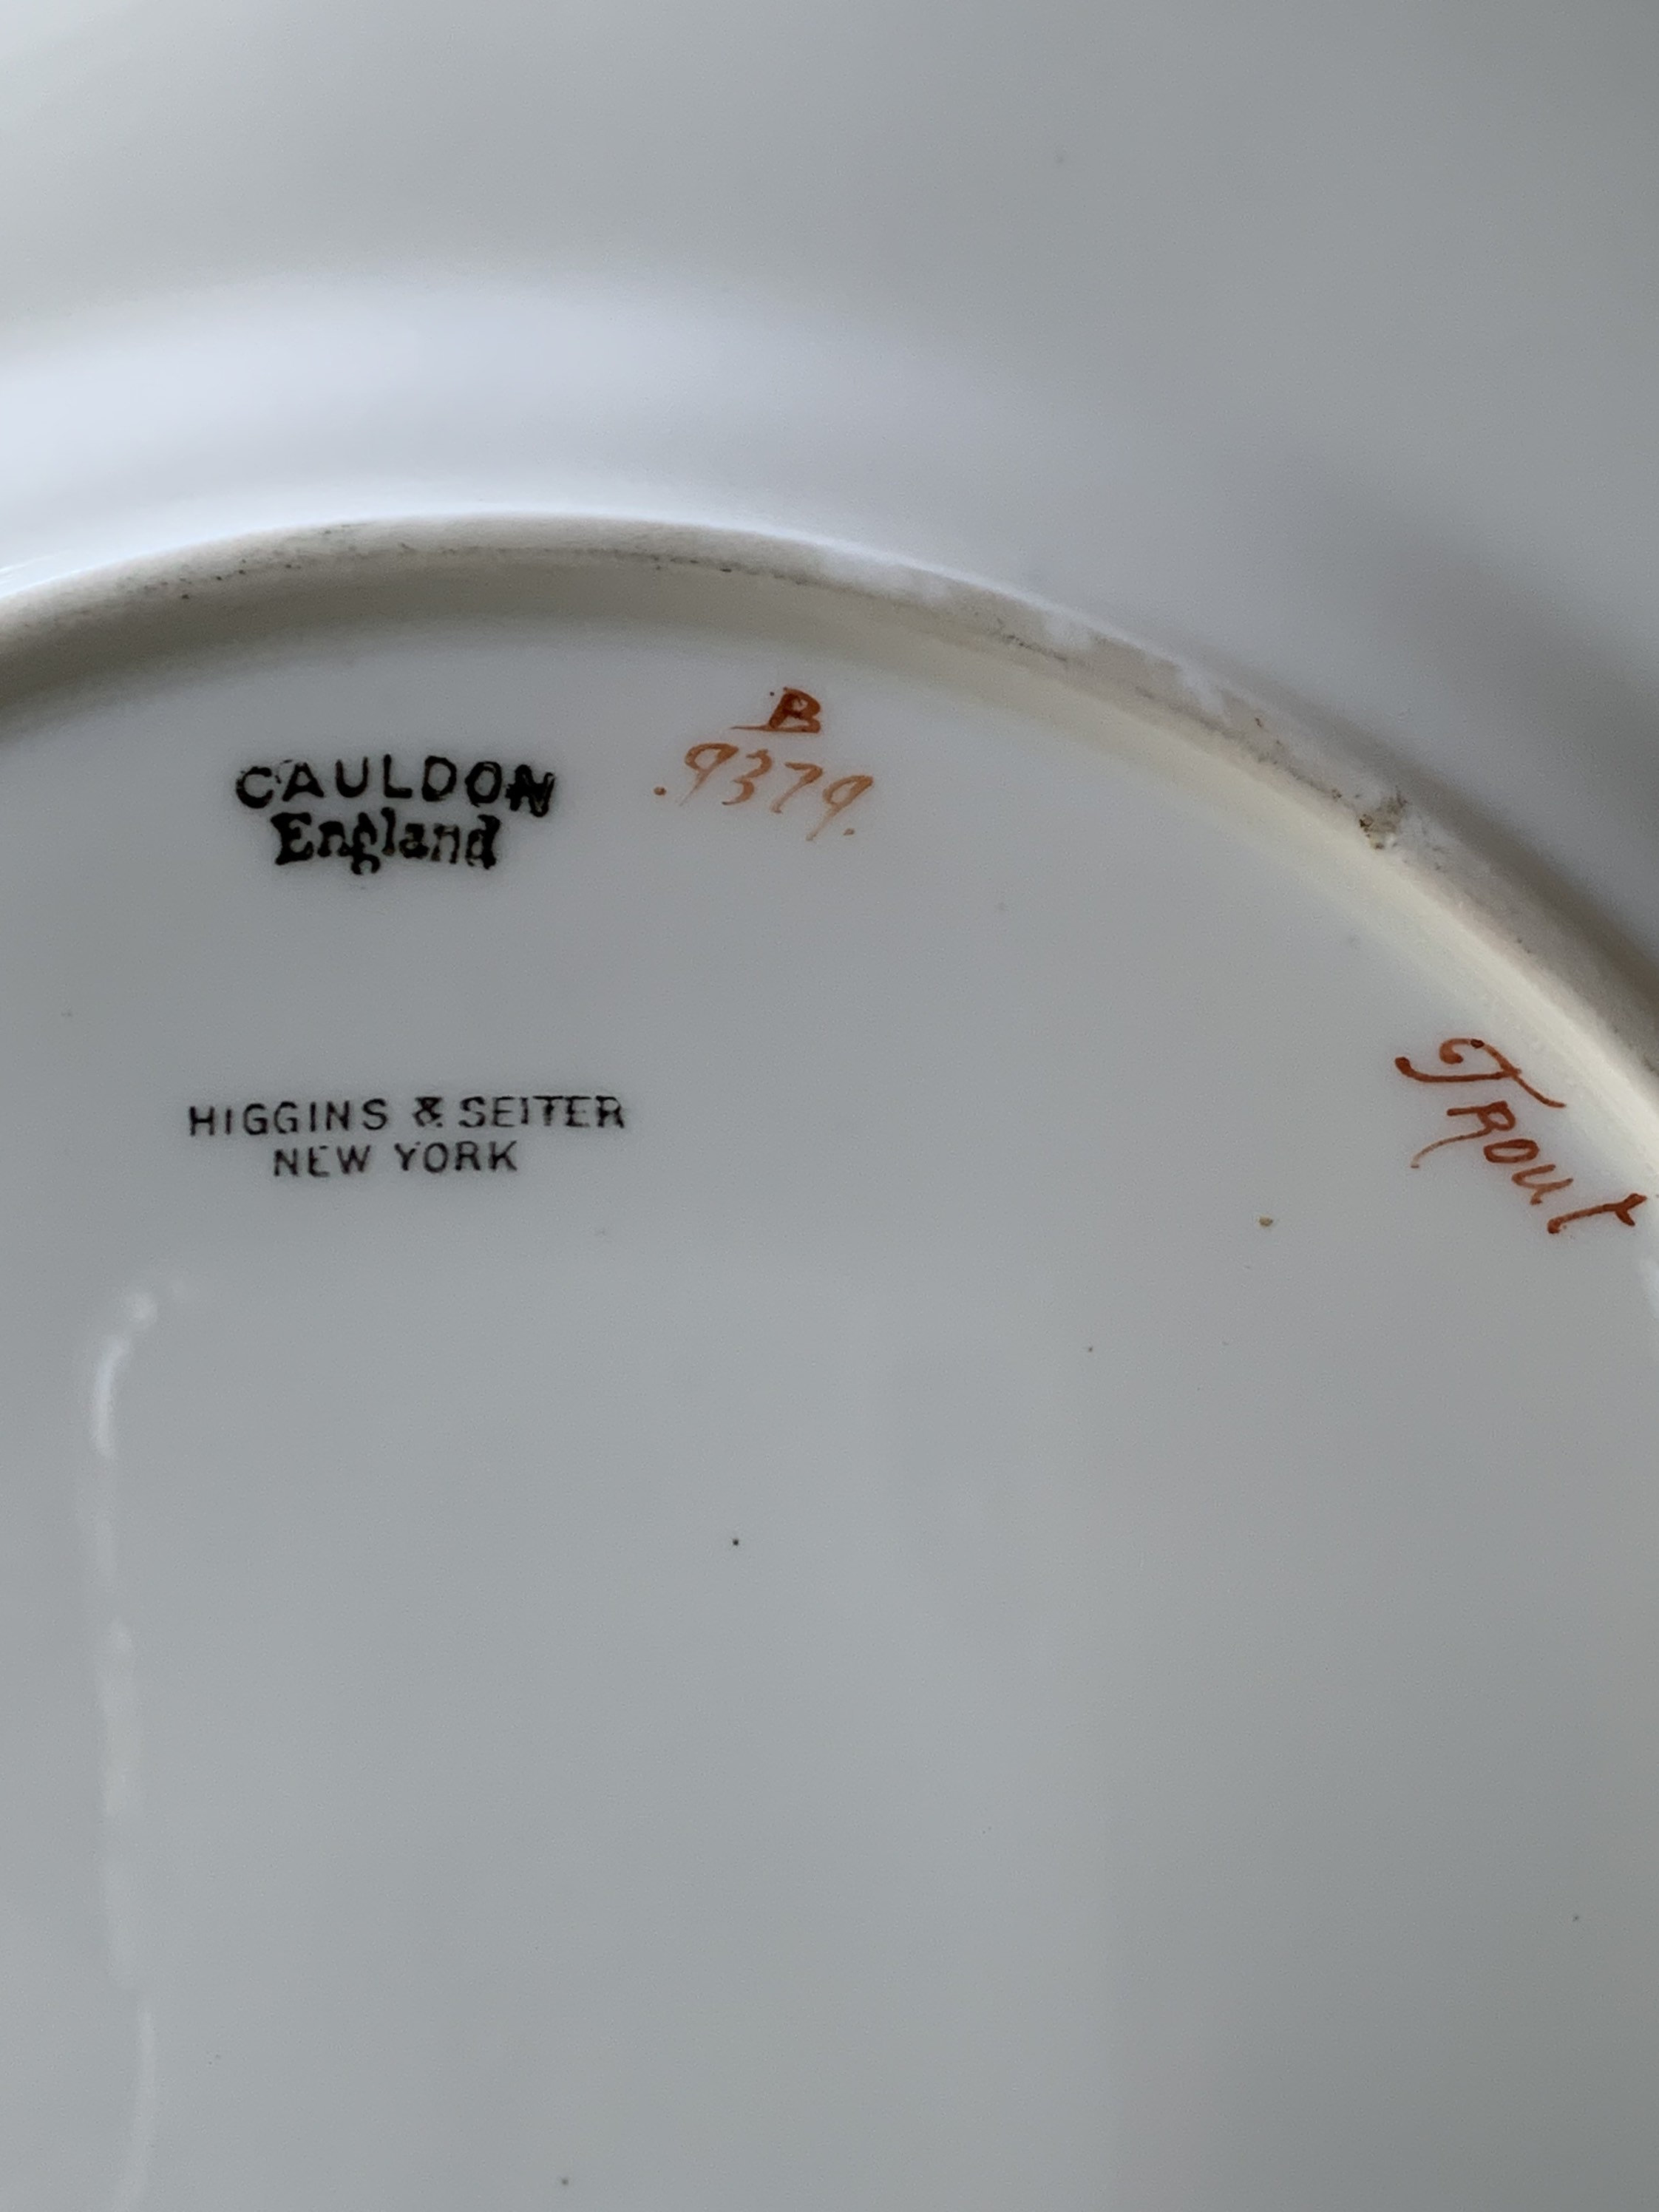 CAULDON
England
B
.9379.
HIGGINS & SEITER
NEW YORK
Trout